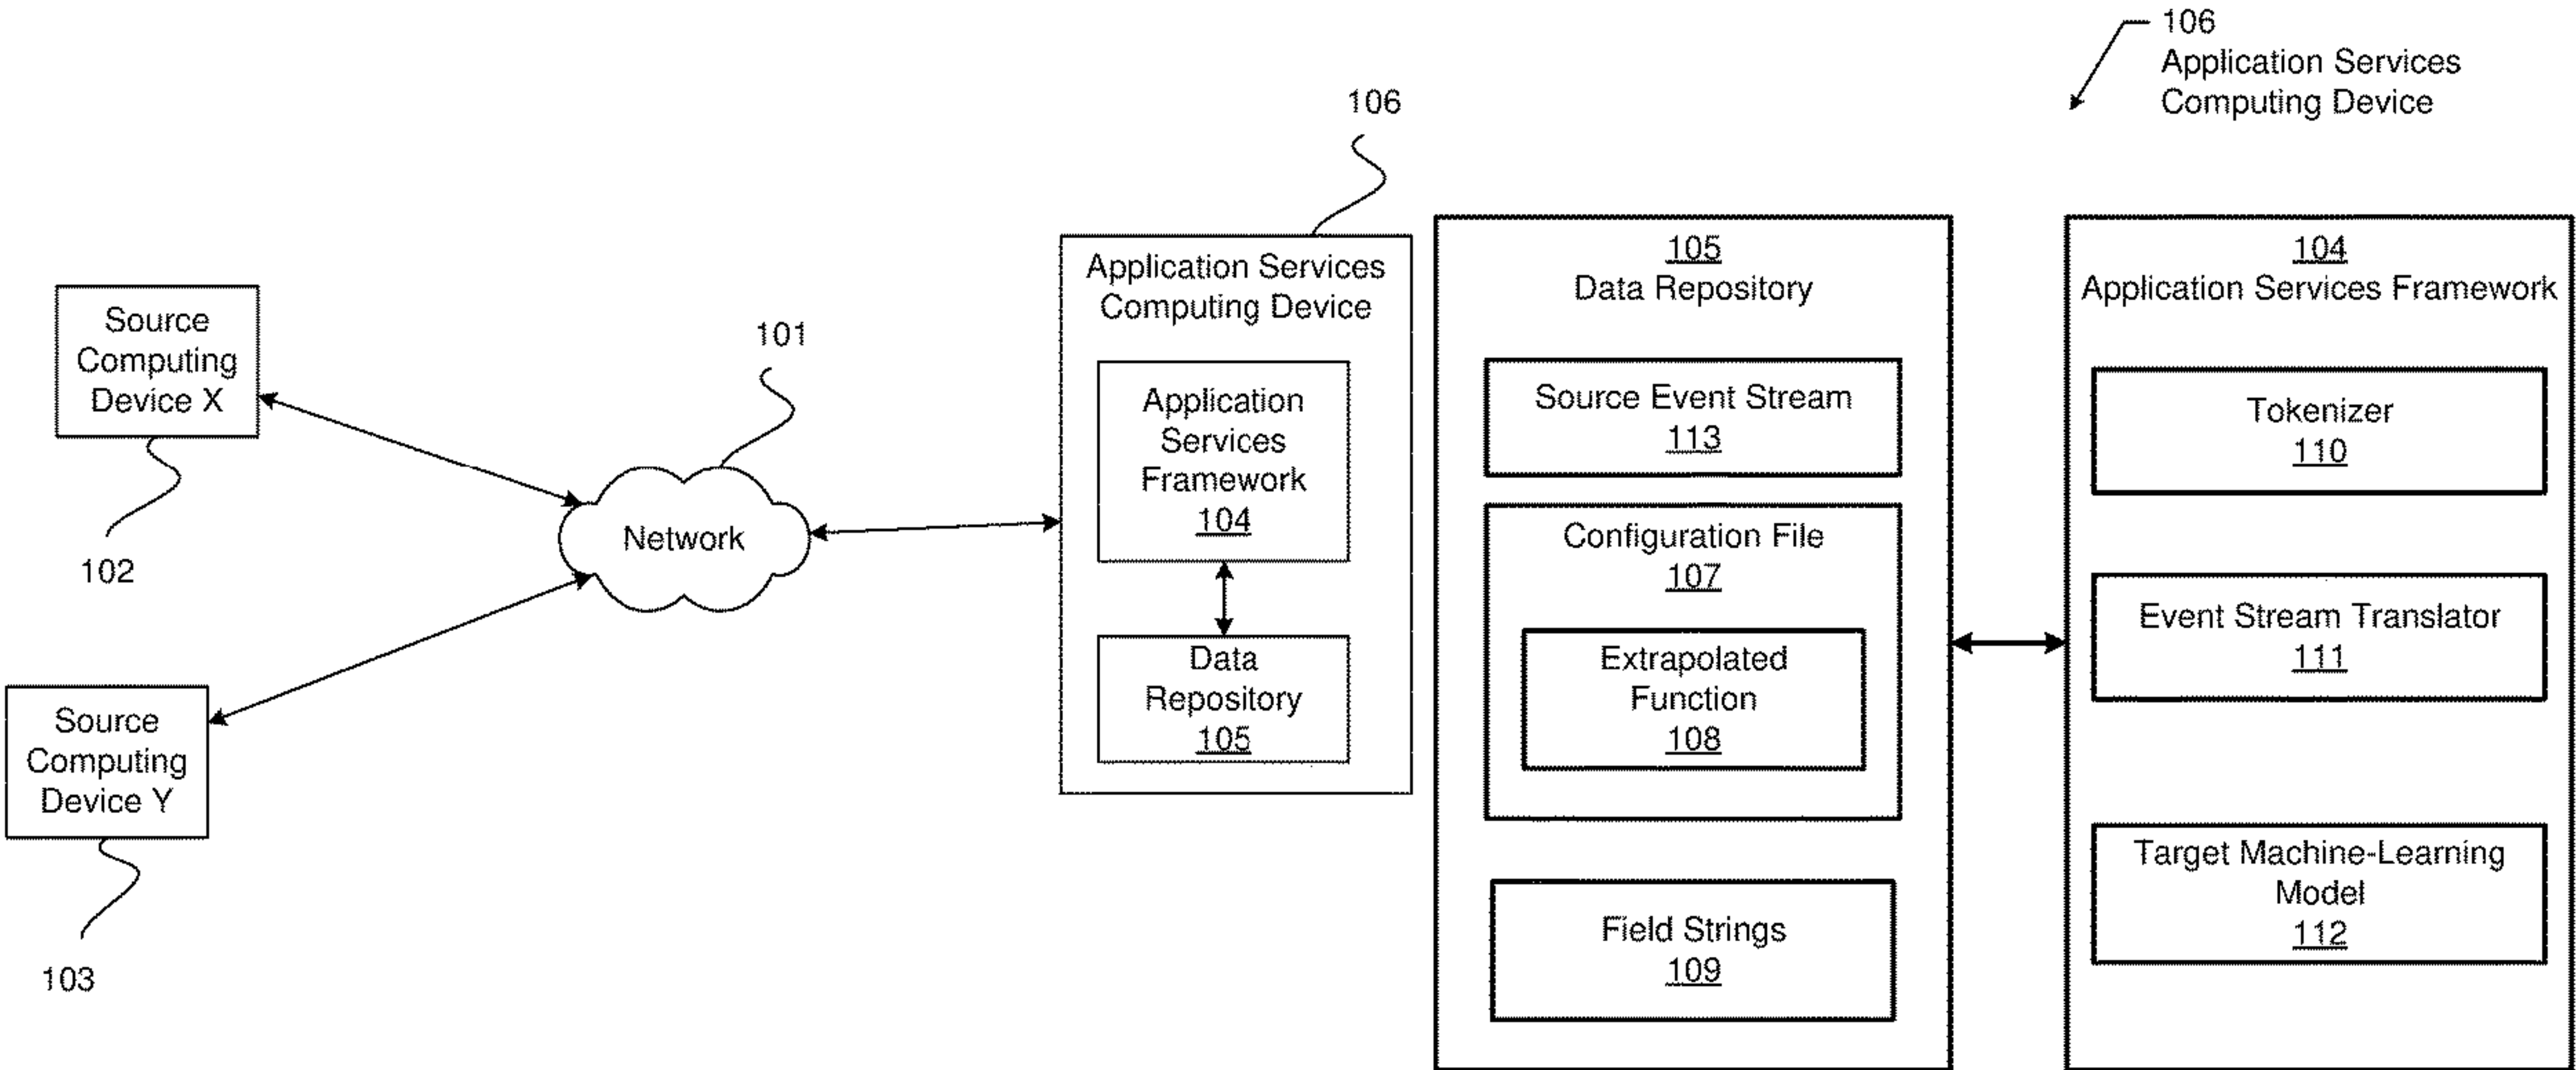 106
Application Services
Computing Device
106
Source
Computing
Device X
102
101
Network
Source
Computing
Device Y
103
Application Services
Computing Device
Application
Services
Framework
104
Data
Repository
105
105
Data Repository
Source Event Stream
113
Configuration File
107
Extrapolated
Function
108
Field Strings
109
104
Application Services Framework
Tokenizer
110
Event Stream Translator
111
Target Machine-Learning
Model
112